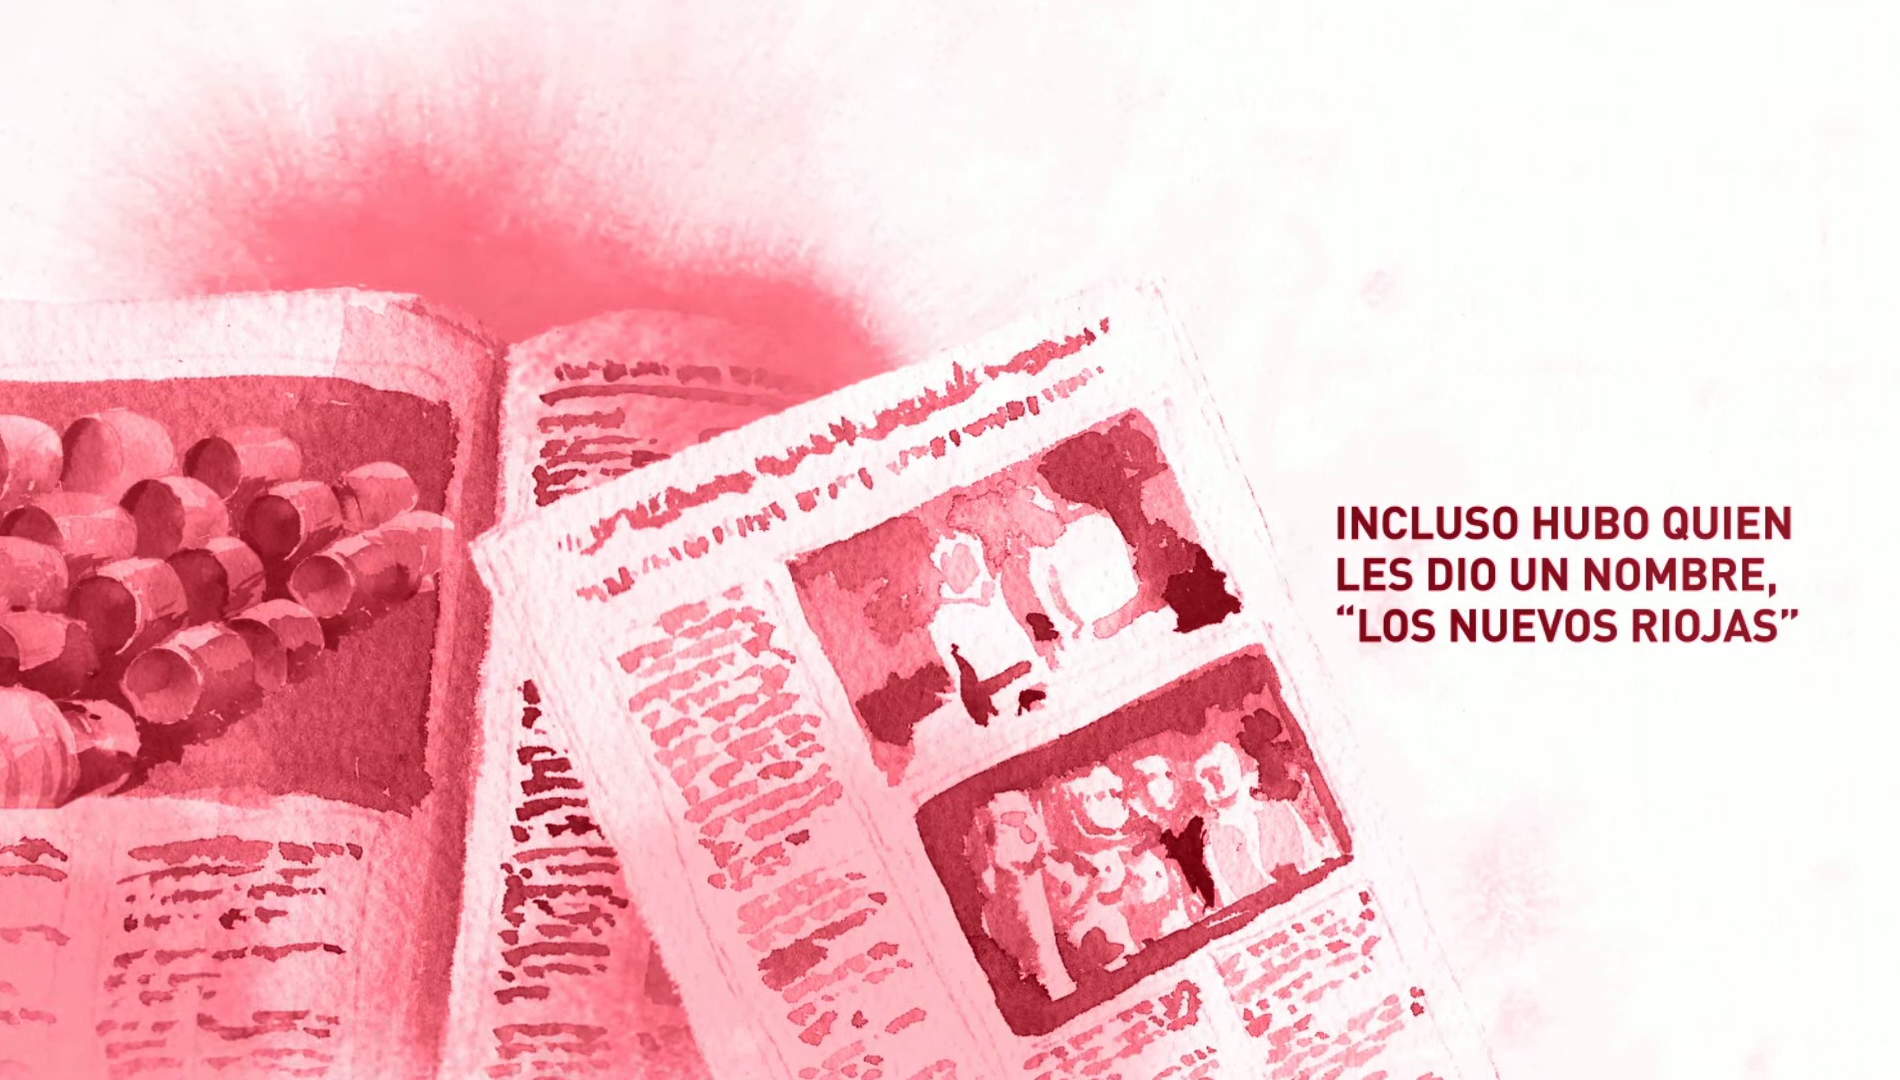 INCLUSO HUBO QUIEN
LES DIO UN NOMBRE,
“LOS NUEVOS RIOJAS”